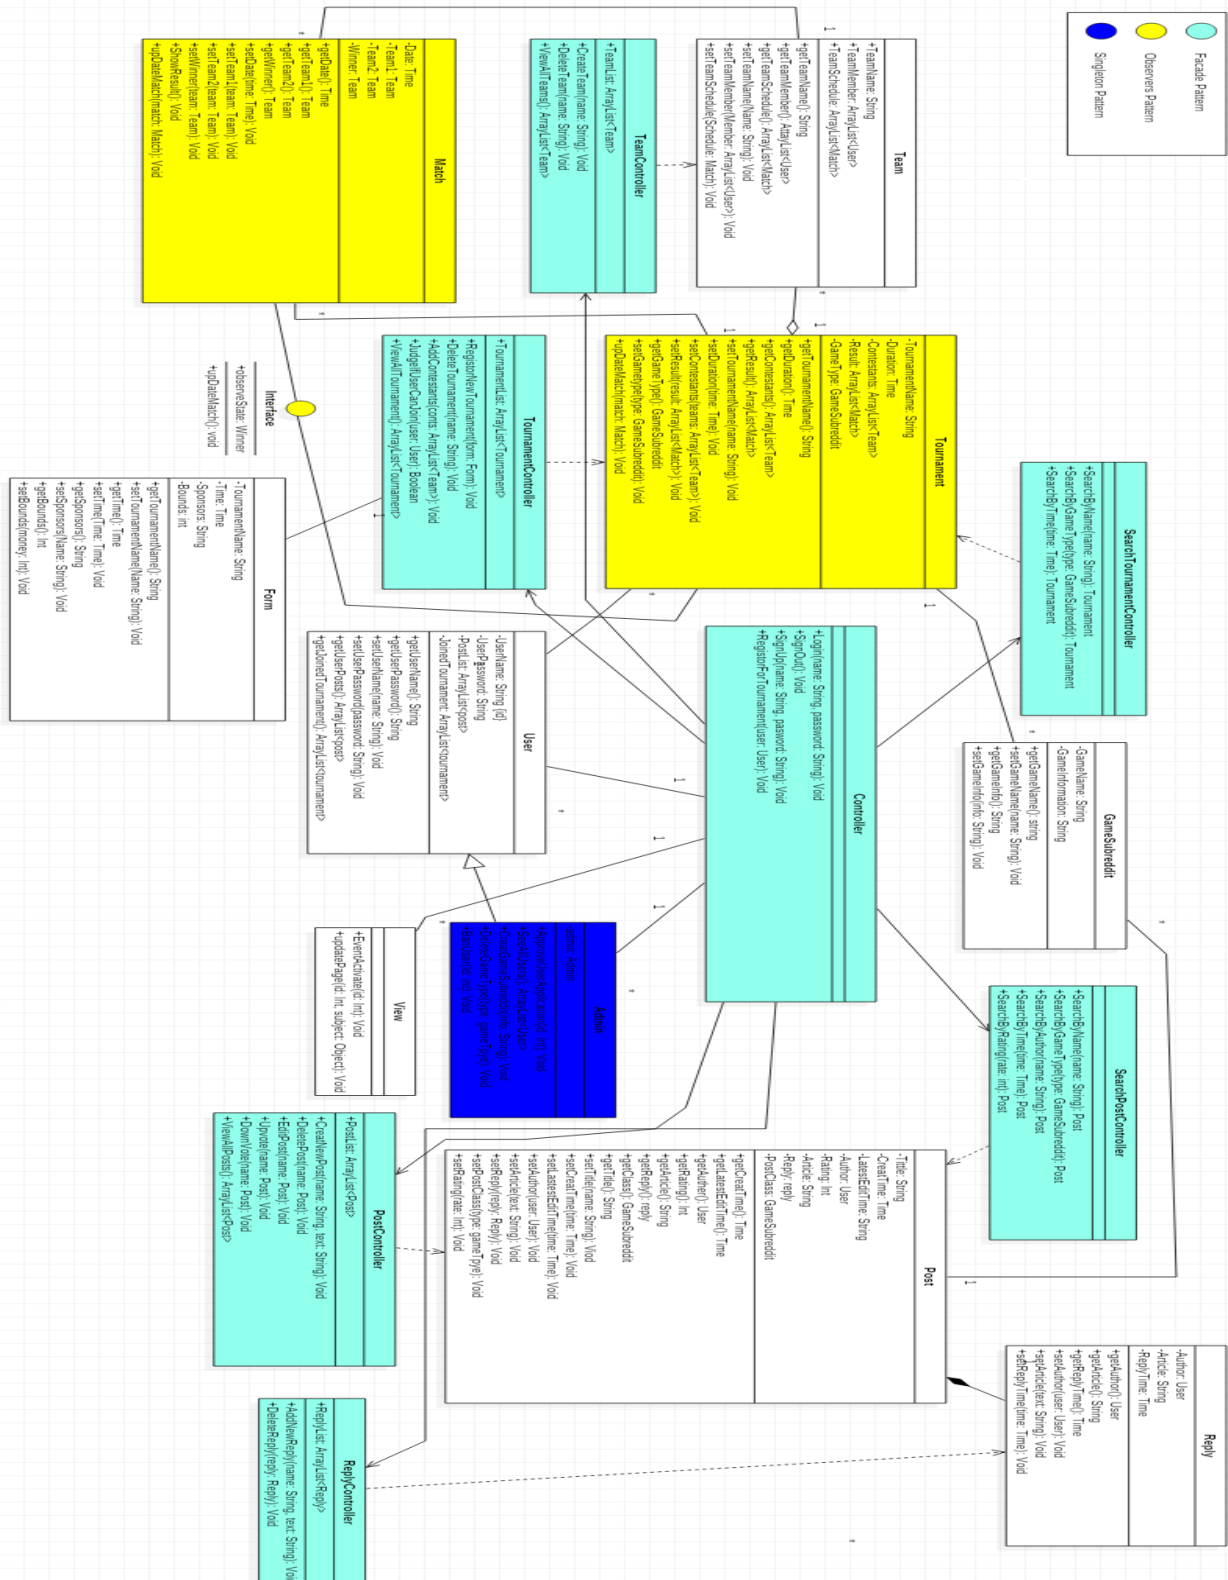 Facade Pattern
Observers Pattern
Singleton Pattern
Team
+TeamName: String
+TeamMember: ArrayList<User>
+TeamSchedule: ArrayList<Match>
+getTeamName(): String
+getTeamMember(): AttayList<User>
+getTeamSchedule(): ArrayList<Match>
+setTeamName(Name: String): Void
+setTeamMember(Member: ArrayList<User>): Void
+setTeamSchedule(Schedule: Match): Void
TeamController
+TeamList: ArrayList<Team>
+CreateTeam(name: String): Void
+DeleteTeam(name: String): Void
+ViewAllTeams(): ArrayList<Team>
Match
-Date: Time
-Team1: Team
-Team2: Team
-Winner: Team
+getDate(): Time
+getTeam1(): Team
+getTeam2(): Team
+getWinner(): Team
+setDate(time: Time): Void
+setTeam1(team: Team): Void
+setTeam2(team: Team): Void
+setWinner(team: Team): Void
+ShowResult(): Void
+upDateMatch(match: Match): Void
Tournament
-TournamentName: String
-Duration: Time
-Contestants: ArrayList<Team>
-Result: ArrayList<Match>
-GameType: GameSubreddit
+getTournamentName(): String
+getDuration(): Time
+getContestants(): ArrayList<Team>
+getResult(): ArrayList<Match>
+setTournamentName(name: String): Void
+setDuration(time: Time): Void
+setContestants(teams: ArrayList<Team>): Void
+setResult(result: ArrayList<Match>): Void
+getGameType(): GameSubreddit
+setGametype(type: GameSubreddit): Void
+upDateMatch(match: Match): Void
TournamentController
+TournamentList: ArrayList<Tournament>
+RegistorNewTournament(form: Form): Void
+DeleteTournament(name: String): Void
+AddContestants(conts: ArrayList<Team>): Void
+JudgeIfUserCanJion(user: User): Boolean
+ViewAllTournament(): ArrayList<Tournament>
Interface
+observeState: Winner
+upDateMatch(): void
Form
-TournamentName: String
-Time: Time
-Sponsors: String
-Bounds: int
+getTournamentName(): String
+setTournamentName(Name: String): Void
+getTime(): Time
+setTime(Time: Time): Void
+getSponsors(): String
+setSponsors(Name: String): Void
+getBounds(): Int
+setBounds(money: Int): Void
SearchTournamentController
+SearchByName(name: String): Tournament
+SearchByGameType(type: GameSubreddit): Tournament
+SearchByTime(time: Time): Tournament
Controller
+Login(name: String, password: String): Void
+SignOut(): Void
+SignUp(name: String, pasword: String): Void
+RegistorForTournament(user: User): Void
User
-UserName: String {id}
-UserPassword: String
-PostList: ArrayList<post>
-JoinedTournament: ArrayList<tournament>
+getUserName(): String
+getUserPassword(): String
+setUserName(name: String): Void
+setUserPassword(password: String): Void
+getUserPosts(): ArrayList<post>
+getJoinedTournament(): ArrayList<tournament>
GameSubreddit
-GameName: String
-GameInformation: String
+getGameName(): string
+setGameName(name: String): Void
+getGameInfo(): String
+setGameInfo(info: String): Void
Admin
View
+EventActivate(id: int): Void
+updatePage(id: int, subject: Object): Void
SearchPostController
+SearchByName(name: String): Post
+SearchByGameType(type: GameSubreddit): Post
+SearchByAuthor(name: String): Post
+SearchByTime(time: Time): Post
+SearchByRating(rate: int): Post
Post
-Title: String
-CreatTime: Time
-LatestEditTime: String
-Author: User
-Rating: Int
-Article: String
-Reply: reply
-PostClass: GameSubreddit
+getCreatTime(): Time
+getLatestEditTime(): Time
+getAuther(): User
+getRating(): Int
+getArticle(): String
+getReply(): reply
+getClass(): GameSubreddit
+getTitle(): String
+setTitle(name: String): Viod
+setCreatTime(time: Time): Void
+setLastestEditTime(time: Time): Void
+setAuthor(user: User): Void
+setArticle(text: String): Void
+setReply(reply: Reply): Void
+setPostClass(type: gameTpye): Void
+setRating(rate: Int): Void
PostController
+PostList: ArrayList<Post>
+CreatNewPost(name: String, text: String): Void
+DeletePost(name: Post): Void
+EditPost(name: Post): Void
+Upvote(name: Post): Void
+DownVote(name: Post): Void
+ViewAllPosts(): ArrayList<Post>
Reply
-Author: User
-Article: String
-ReplyTime: Time
+getAuthor(): User
+getArticle(): String
+getReplyTime(): Time
+setAuthor(user: User): Void
+setArticle(text: String): Void
+setReplyTime(time: Time): Void
ReplyController
+ReplyList: ArrayList<Reply>
+AddNewReply(name: String, text: String): Voi
+DeleteReply(reply: Reply): Void